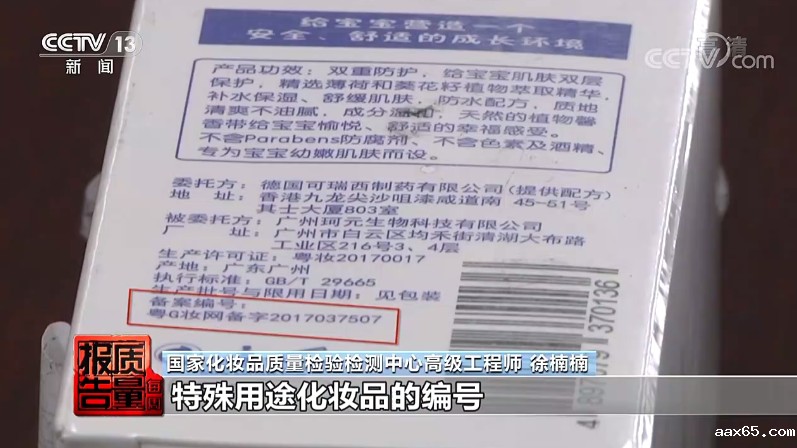 CCTV 13
新闻
高清
CCTV.com
给宝宝营造一个
安全、舒适的成长环境
产品功效：双重防护，给宝宝肌肤双层
保护，精选薄荷和葵花籽植物萃取精华，
补水保湿、舒缓肌肤，防水配方，质地
清爽不油腻，成分温和，天然的植物馨
香带给宝宝愉悦、舒适的幸福感受。
不含Parabens防腐剂、不含色素及酒精，
专为宝宝幼嫩肌肤而设。
委托方：德国可瑞西制药有限公司(提供配方)
地 址：香港九龙尖沙咀漆咸道南 45-51号
其士大厦803室
被委托方：广州珂元生物科技有限公司
厂 址：广州市白云区均禾街清湖大布路
工业区216号3、4层
生产许可证：粤妆20170017
产地：广东广州
执行标准：GB/T 29665
生产批号与限用日期：见包装
备案编号：
粤G妆网备字2017037507
370136
质量报告
国家化妆品质量检验检测中心高级工程师 徐楠楠
特殊用途化妆品的编号
aax65.com